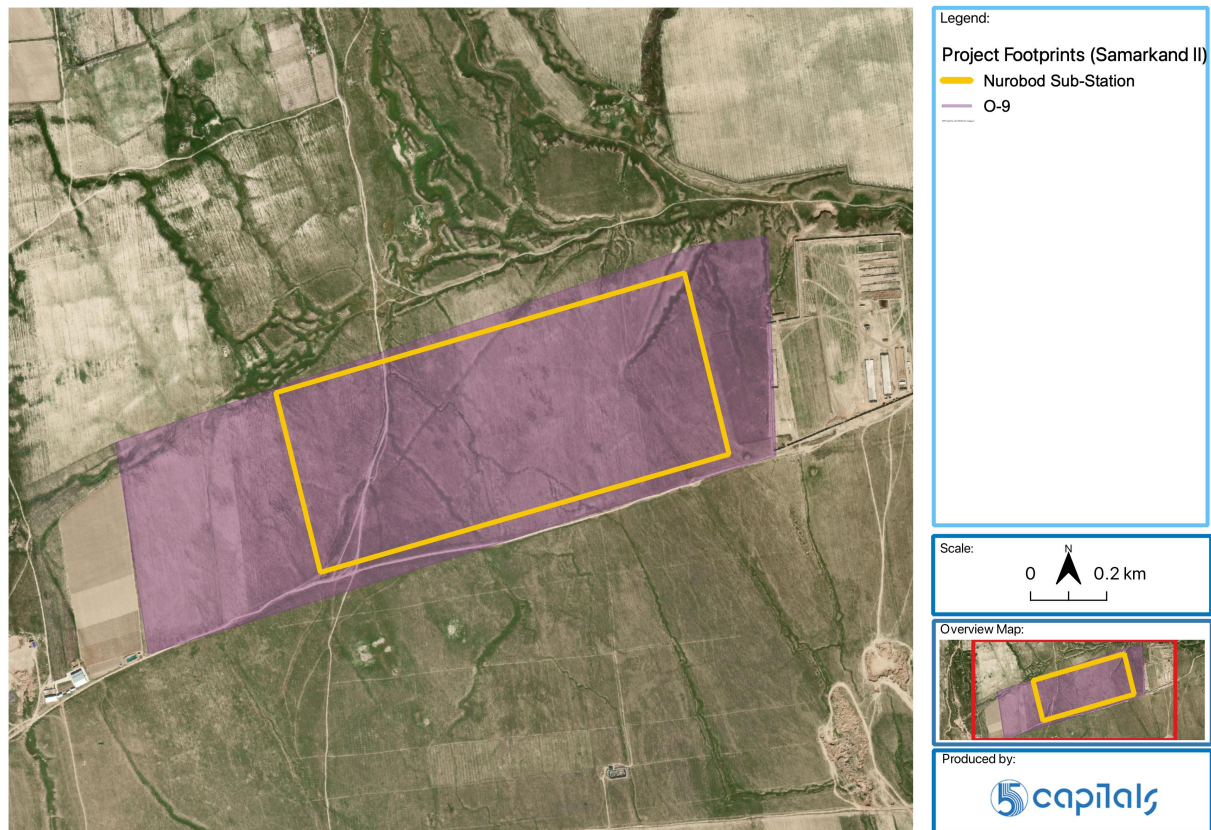 Legend:
Project Footprints (Samarkand II)
Nurobod Sub-Station
O-9
Scale:
N
0 0.2 km
Overview Map:
Produced by:
5 capitals